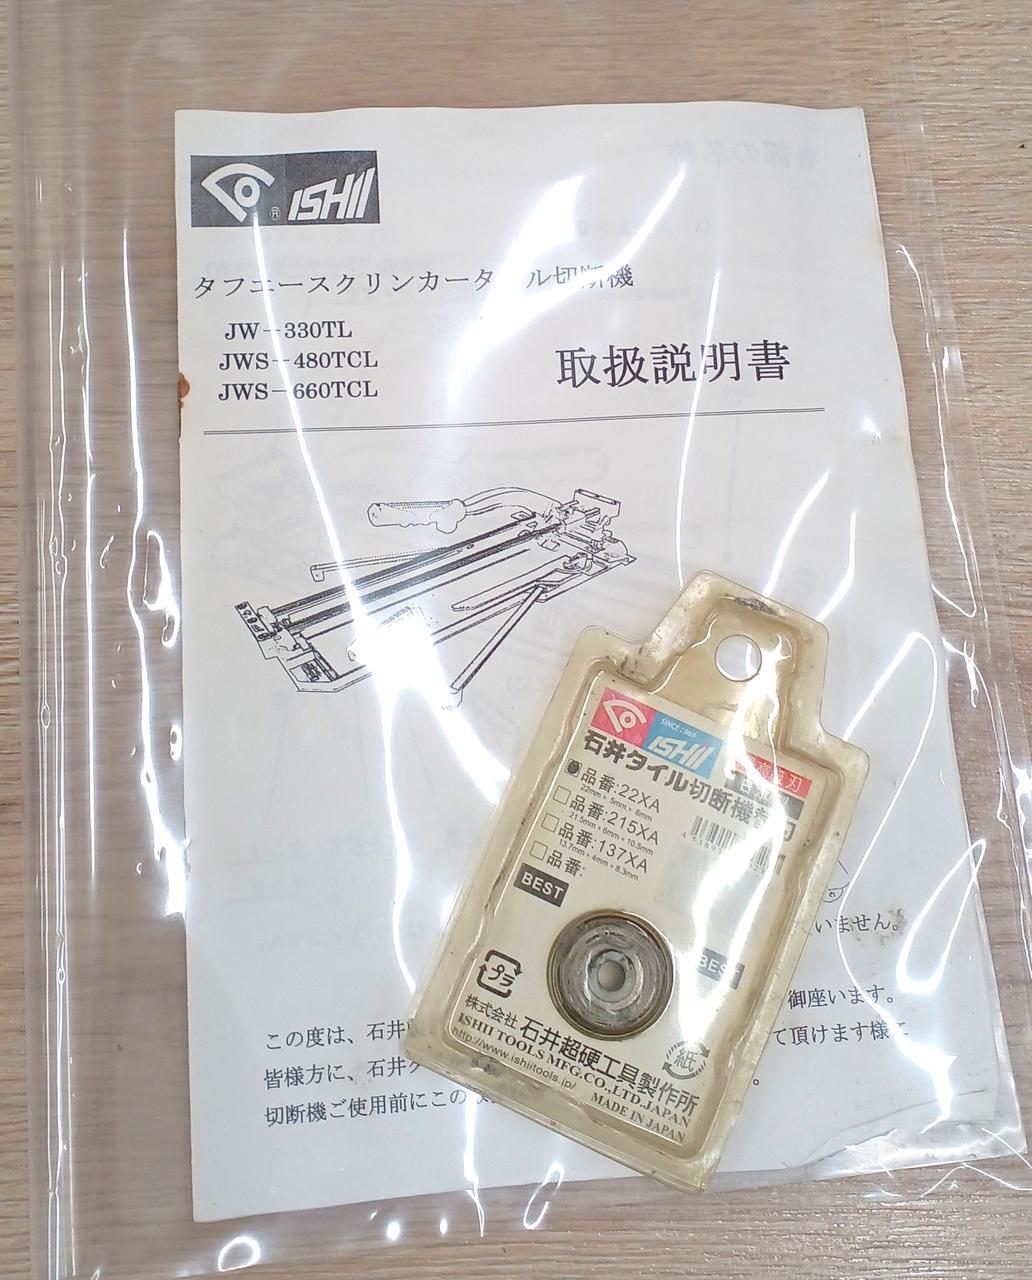 ISHII
タフエースクリンカータイル切断機
JW－330TL
JWS－480TCL
JWS－660TCL
取扱説明書
SINCE 1969
ISHII
石井タイル切断機
品番:22XA
22mm × 5mm × 6mm
品番:215XA
21.5mm × 6mm × 10.5mm
品番:137XA
13.7mm × 4mm × 8.3mm
品番:
BEST
BEST
プラ
紙
株式会社 石井超硬工具製作所
ISHII TOOLS MFG.CO.,LTD.JAPAN
http://www.ishiitools.jp/
MADE IN JAPAN
いません。
御座います。
この度は、石井
て頂けます様に
皆様方に、石井
切断機ご使用前にこの